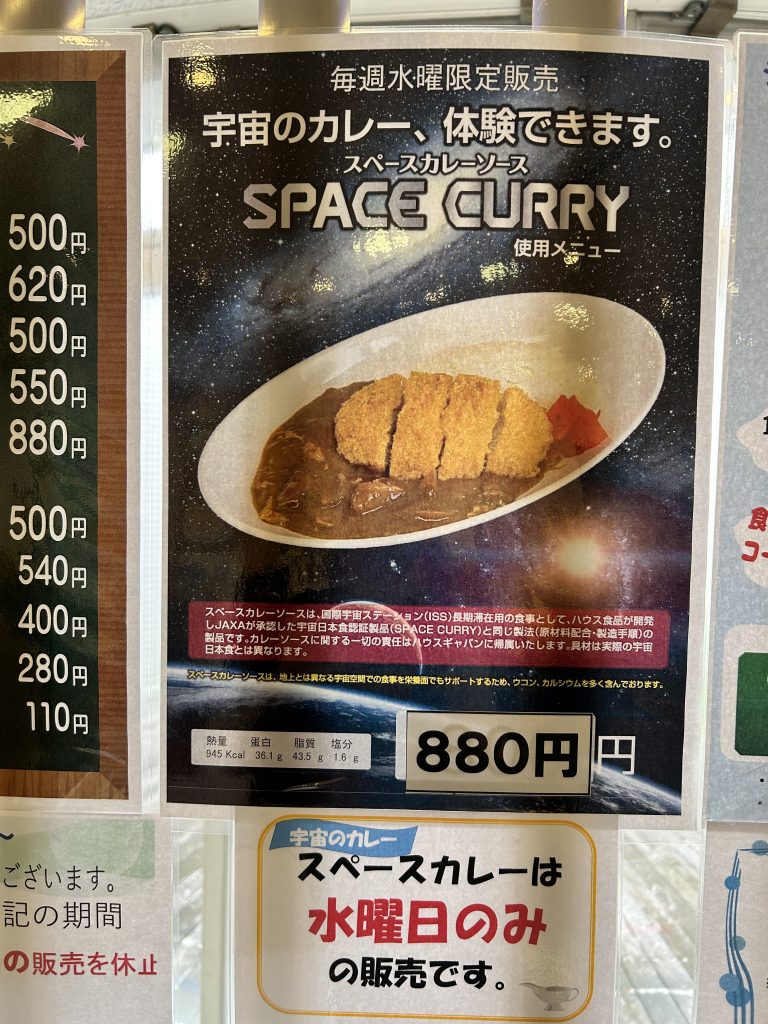 500円
620円
500円
550円
880円
500円
540円
400円
280円
110円
ございます。
記の期間
の販売を休止
毎週水曜限定販売
宇宙のカレー、体験できます。
スペースカレーソース
SPACE CURRY
使用メニュー
スペースカレーソースは、国際宇宙ステーション(ISS)長期滞在用の食事として、ハウス食品が開発
しJAXAが承認した宇宙日本食認証製品(SPACE CURRY)と同じ製法(原材料配合・製造手順)の
製品です。カレーソースに関する一切の責任はハウスギャバンに帰属いたします。具材は実際の宇宙
日本食とは異なります。
スペースカレーソースは、地上とは異なる宇宙空間での食事を栄養面でもサポートするため、ウコン、カルシウムを多く含んでおります。
熱量 蛋白 脂質 塩分
945 Kcal 36.1 g 43.5 g 1.6 g
880円 円
宇宙のカレー
スペースカレーは
水曜日のみ
の販売です。
食
コー